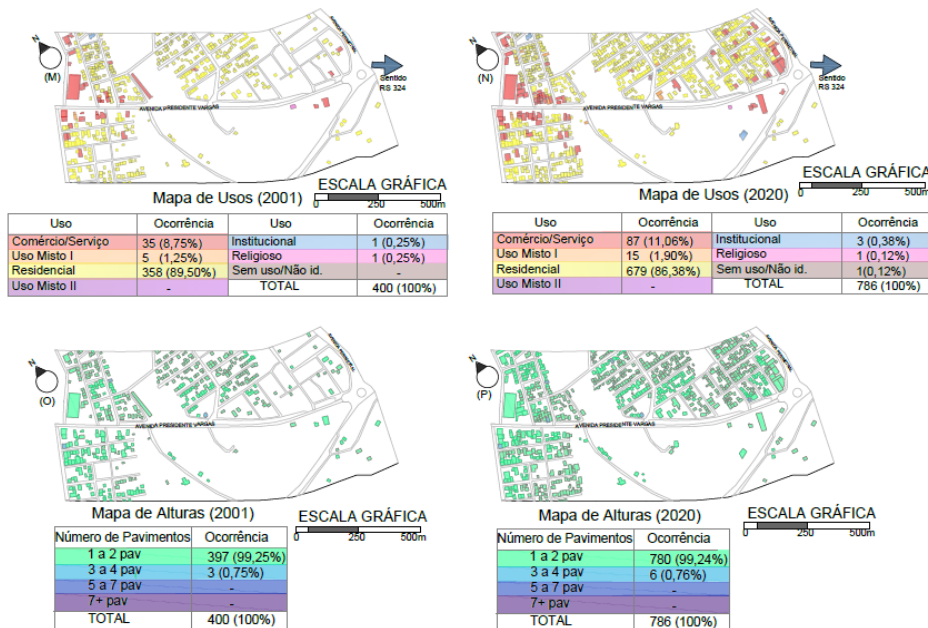 AVENIDA PERIMETRAL
AVENIDA PERIMETRAL
N
(M)
N
(N)
Sentido
RS 324
Sentido
RS 324
AVENIDA PRESIDENTE VARGAS
AVENIDA PRESIDENTE VARGAS
Mapa de Usos (2001)
ESCALA GRÁFICA
0 250 500m
Mapa de Usos (2020)
ESCALA GRÁFICA
0 250 500m
Uso Ocorrência Uso Ocorrência
Comércio/Serviço 35 (8,75%) Institucional 1 (0,25%)
Uso Misto I 5 (1,25%) Religioso 1 (0,25%)
Residencial 358 (89,50%) Sem uso/Não id. -
Uso Misto II - TOTAL 400 (100%)
Uso Ocorrência Uso Ocorrência
Comércio/Serviço 87 (11,06%) Institucional 3 (0,38%)
Uso Misto I 15 (1,90%) Religioso 1 (0,12%)
Residencial 679 (86,38%) Sem uso/Não id. 1(0,12%)
Uso Misto II - TOTAL 786 (100%)
AVENIDA PERIMETRAL
AVENIDA PERIMETRAL
N
(O)
N
(P)
AVENIDA PRESIDENTE VARGAS
AVENIDA PRESIDENTE VARGAS
Mapa de Alturas (2001)
ESCALA GRÁFICA
0 250 500m
Mapa de Alturas (2020)
ESCALA GRÁFICA
0 250 500m
Número de Pavimentos Ocorrência
1 a 2 pav 397 (99,25%)
3 a 4 pav 3 (0,75%)
5 a 7 pav -
7+ pav -
TOTAL 400 (100%)
Número de Pavimentos Ocorrência
1 a 2 pav 780 (99,24%)
3 a 4 pav 6 (0,76%)
5 a 7 pav -
7+ pav -
TOTAL 786 (100%)